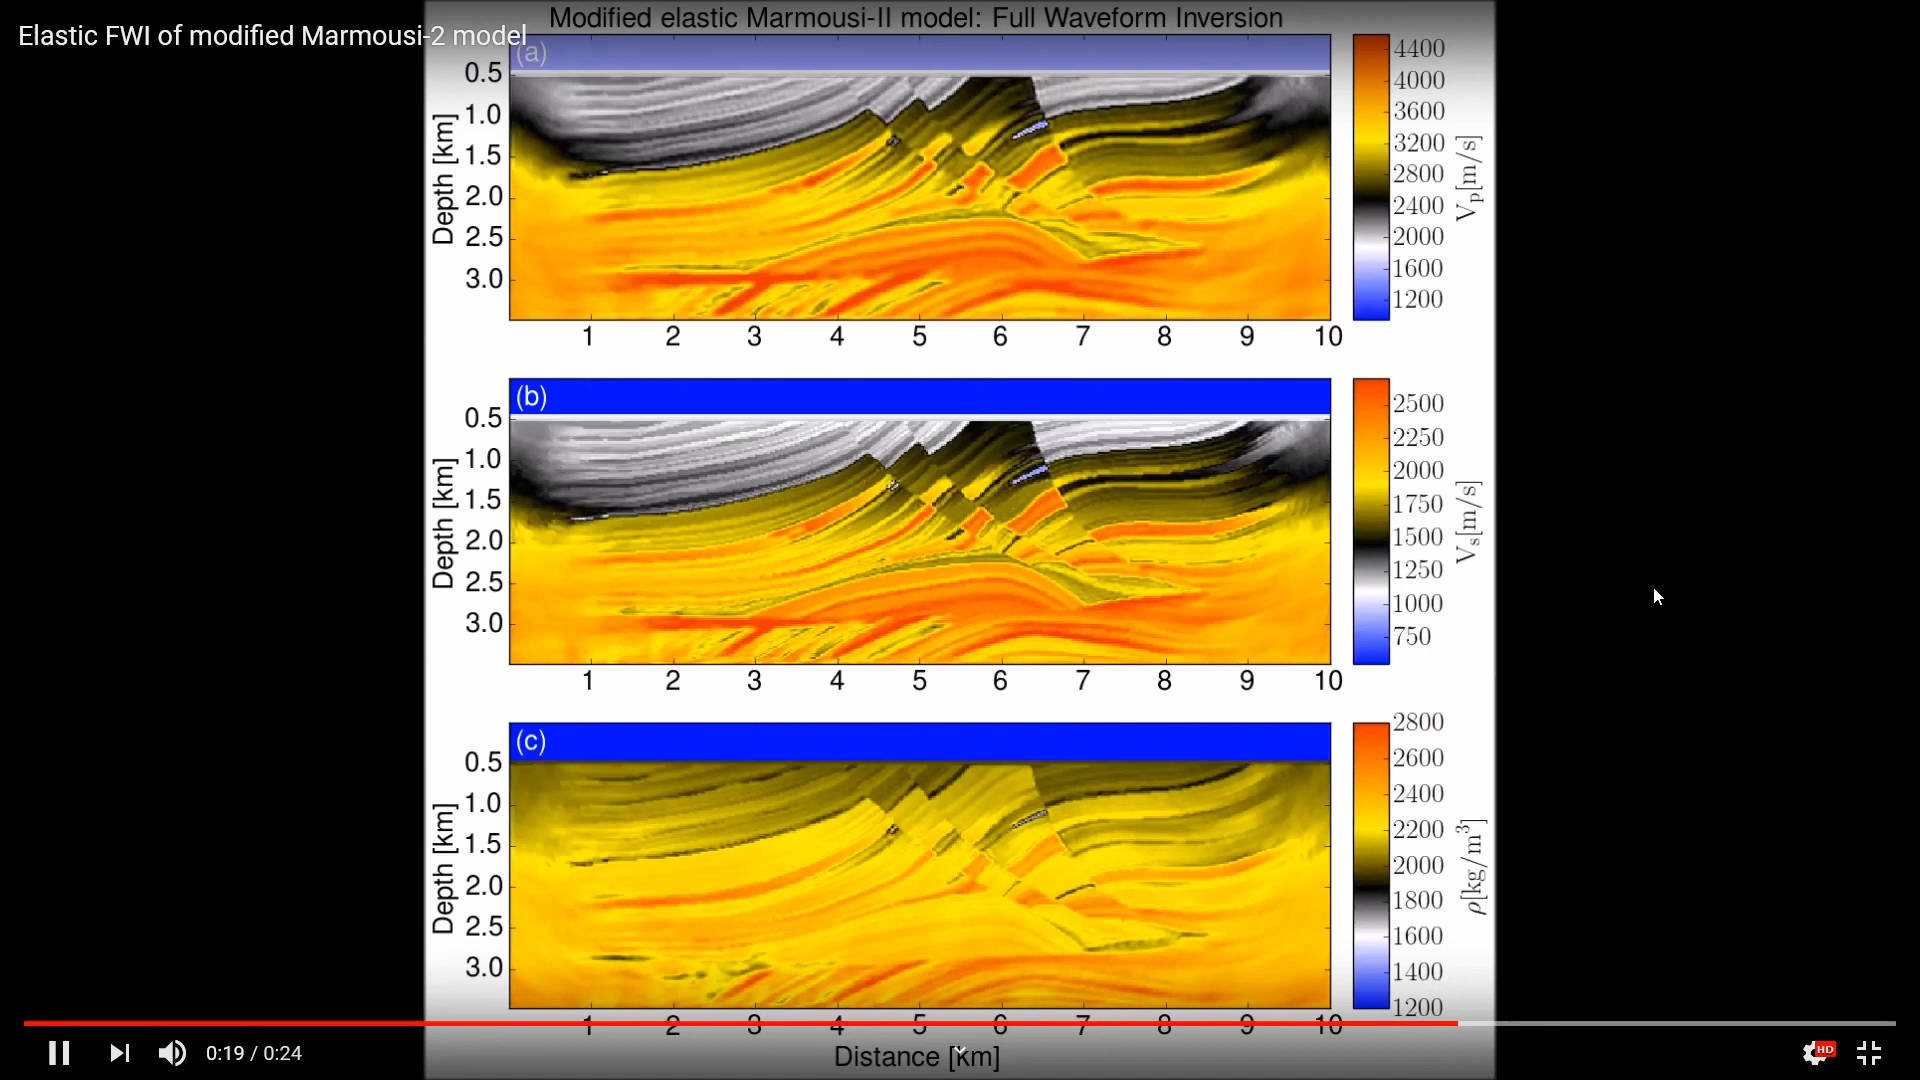 Modified elastic Marmousi-II model: Full Waveform Inversion
Elastic FWI of modified Marmousi-2 model
(a)
0.5
1.0
1.5
2.0
2.5
3.0
Depth [km]
1 2 3 4 5 6 7 8 9 10
4400
4000
3600
3200
2800
2400
2000
1600
1200
Vp[m/s]
(b)
0.5
1.0
1.5
2.0
2.5
3.0
Depth [km]
1 2 3 4 5 6 7 8 9 10
2500
2250
2000
1750
1500
1250
1000
750
Vs[m/s]
(c)
0.5
1.0
1.5
2.0
2.5
3.0
Depth [km]
1 2 3 4 5 6 7 8 9 10
2800
2600
2400
2200
2000
1800
1600
1400
1200
ρ[kg/m³]
Distance [km]
0:19 / 0:24
HD